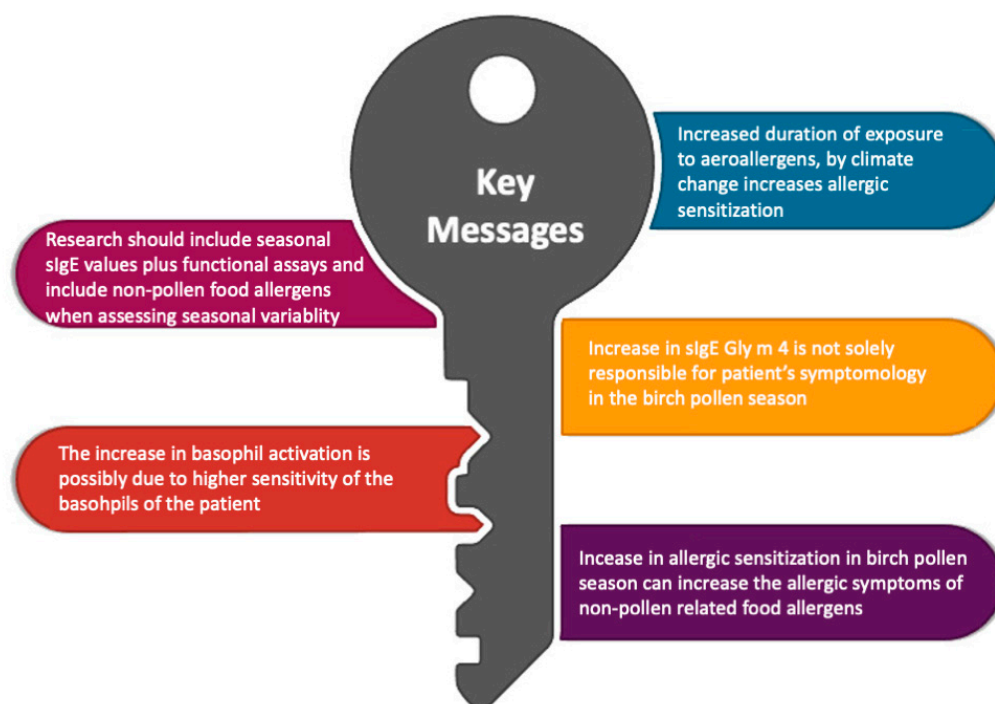 Key
Messages
Increased duration of exposure
to aeroallergens, by climate
change increases allergic
sensitization
Research should include seasonal
sIgE values plus functional assays and
include non-pollen food allergens
when assessing seasonal variablity
Increase in sIgE Gly m 4 is not solely
responsible for patient's symptomology
in the birch pollen season
The increase in basophil activation is
possibly due to higher sensitivity of the
basohpils of the patient
Incease in allergic sensitization in birch pollen
season can increase the allergic symptoms of
non-pollen related food allergens